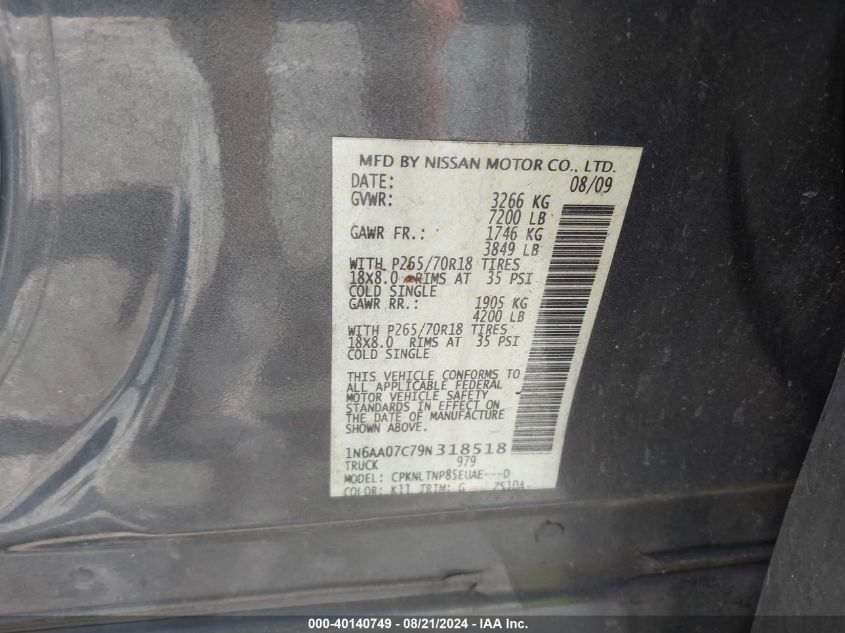 MFD BY NISSAN MOTOR CO., LTD.
DATE: 08/09
GVWR: 3266 KG
7200 LB
GAWR FR.: 1746 KG
3849 LB
WITH P265/70R18 TIRES
18X8.0 RIMS AT 35 PSI
COLD SINGLE
GAWR RR.: 1905 KG
4200 LB
WITH P265/70R18 TIRES
18X8.0 RIMS AT 35 PSI
COLD SINGLE
THIS VEHICLE CONFORMS TO
ALL APPLICABLE FEDERAL
MOTOR VEHICLE SAFETY
STANDARDS IN EFFECT ON
THE DATE OF MANUFACTURE
SHOWN ABOVE.
1N6AA07C79N318518
TRUCK 979
MODEL: CPKNLTNP85EUAE---D
COLOR: K11 TRIM: G
000-40140749 - 08/21/2024 - IAA Inc.